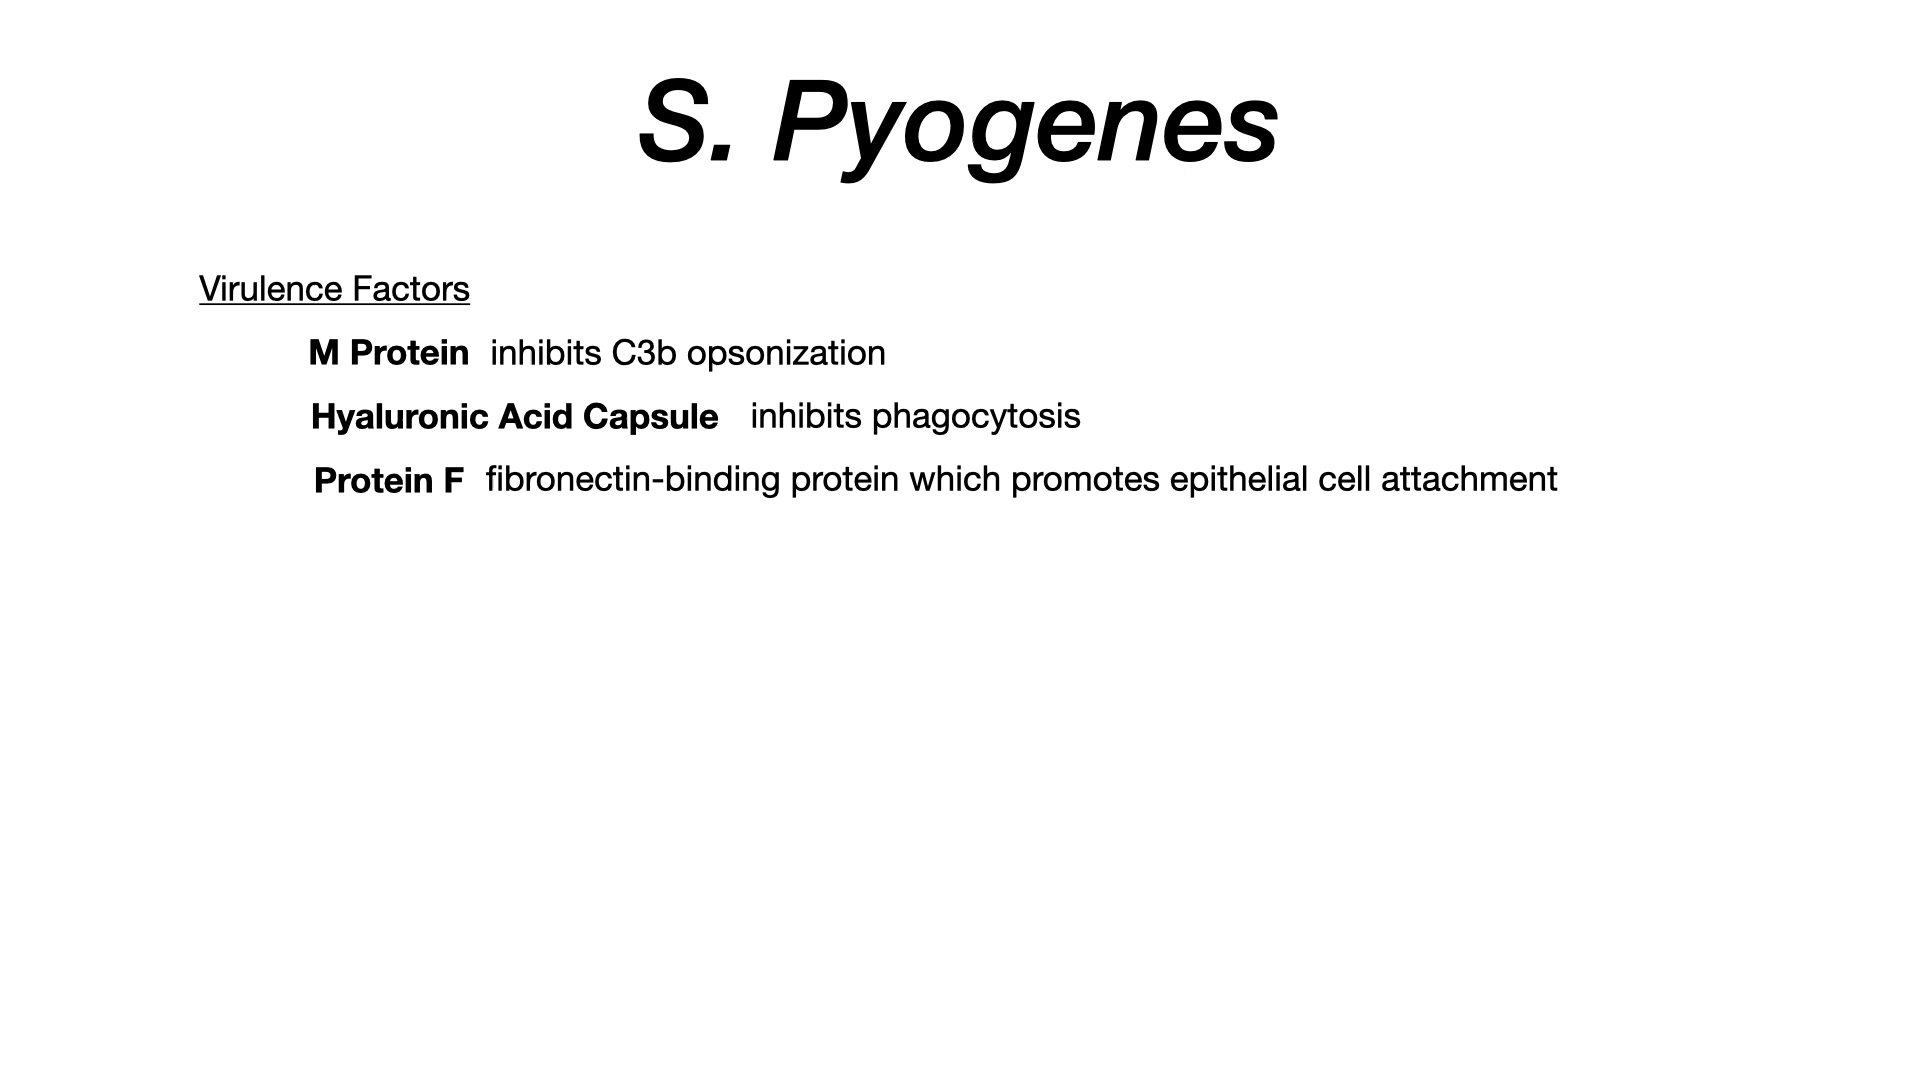 S. Pyogenes
Virulence Factors
M Protein inhibits C3b opsonization
Hyaluronic Acid Capsule inhibits phagocytosis
Protein F fibronectin-binding protein which promotes epithelial cell attachment